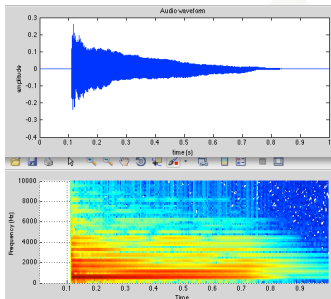 Audio waveform
0.3
0.2
0.1
0
-0.1
-0.2
-0.3
-0.4
amplitude
0 0.1 0.2 0.3 0.4 0.5 0.6 0.7 0.8 0.9 1
time (s)
10000
8000
6000
4000
2000
0
Frequency (Hz)
0.1 0.2 0.3 0.4 0.5 0.6 0.7 0.8 0.9
Time